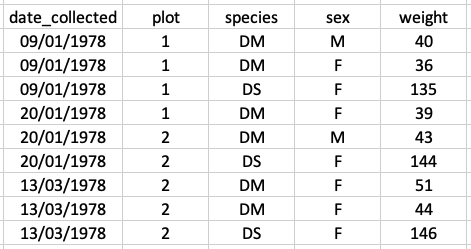 date_collected plot species sex weight
09/01/1978 1 DM M 40
09/01/1978 1 DM F 36
09/01/1978 1 DS F 135
20/01/1978 1 DM F 39
20/01/1978 2 DM M 43
20/01/1978 2 DS F 144
13/03/1978 2 DM F 51
13/03/1978 2 DM F 44
13/03/1978 2 DS F 146